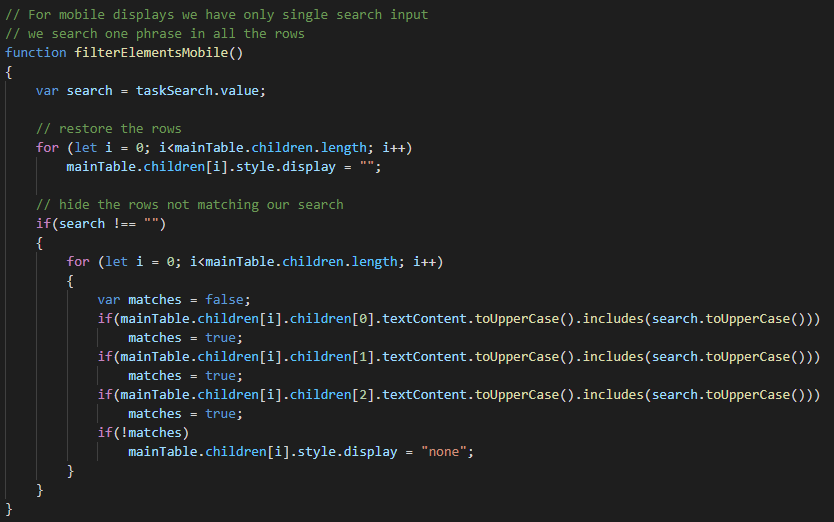 // For mobile displays we have only single search input
// we search one phrase in all the rows
function filterElementsMobile()
{
    var search = taskSearch.value;

    // restore the rows
    for (let i = 0; i<mainTable.children.length; i++)
        mainTable.children[i].style.display = "";

    // hide the rows not matching our search
    if(search !== "")
    {
        for (let i = 0; i<mainTable.children.length; i++)
        {
            var matches = false;
            if(mainTable.children[i].children[0].textContent.toUpperCase().includes(search.toUpperCase()))
                matches = true;
            if(mainTable.children[i].children[1].textContent.toUpperCase().includes(search.toUpperCase()))
                matches = true;
            if(mainTable.children[i].children[2].textContent.toUpperCase().includes(search.toUpperCase()))
                matches = true;
            if(!matches)
                mainTable.children[i].style.display = "none";
        }
    }
}